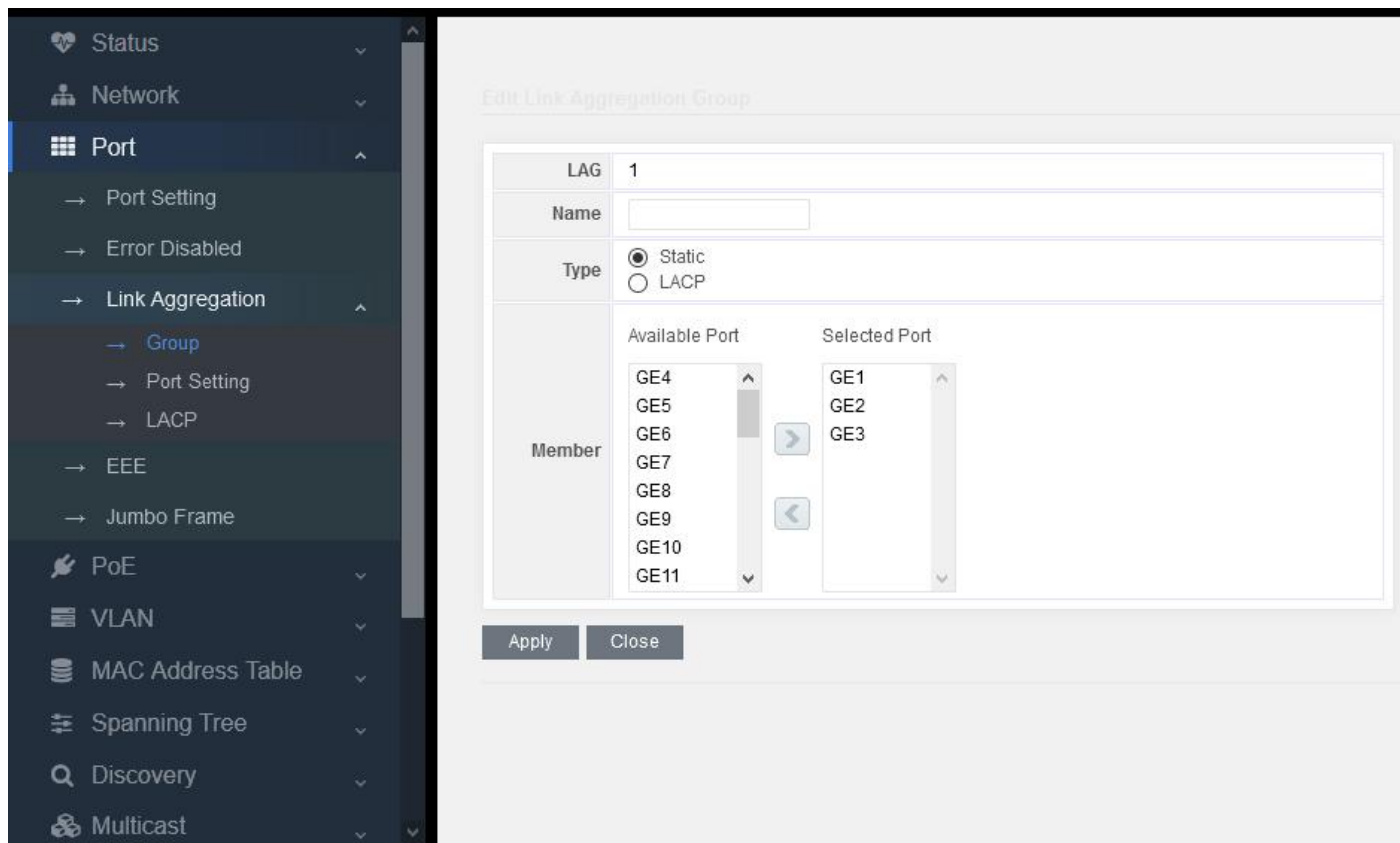 Status
Network
Port
Port Setting
Error Disabled
Link Aggregation
Group
Port Setting
LACP
EEE
Jumbo Frame
PoE
VLAN
MAC Address Table
Spanning Tree
Discovery
Multicast
Edit Link Aggregation Group
LAG 1
Name
Type Static
LACP
Member
Available Port Selected Port
GE4 GE1
GE5 GE2
GE6 GE3
GE7
GE8
GE9
GE10
GE11
Apply Close